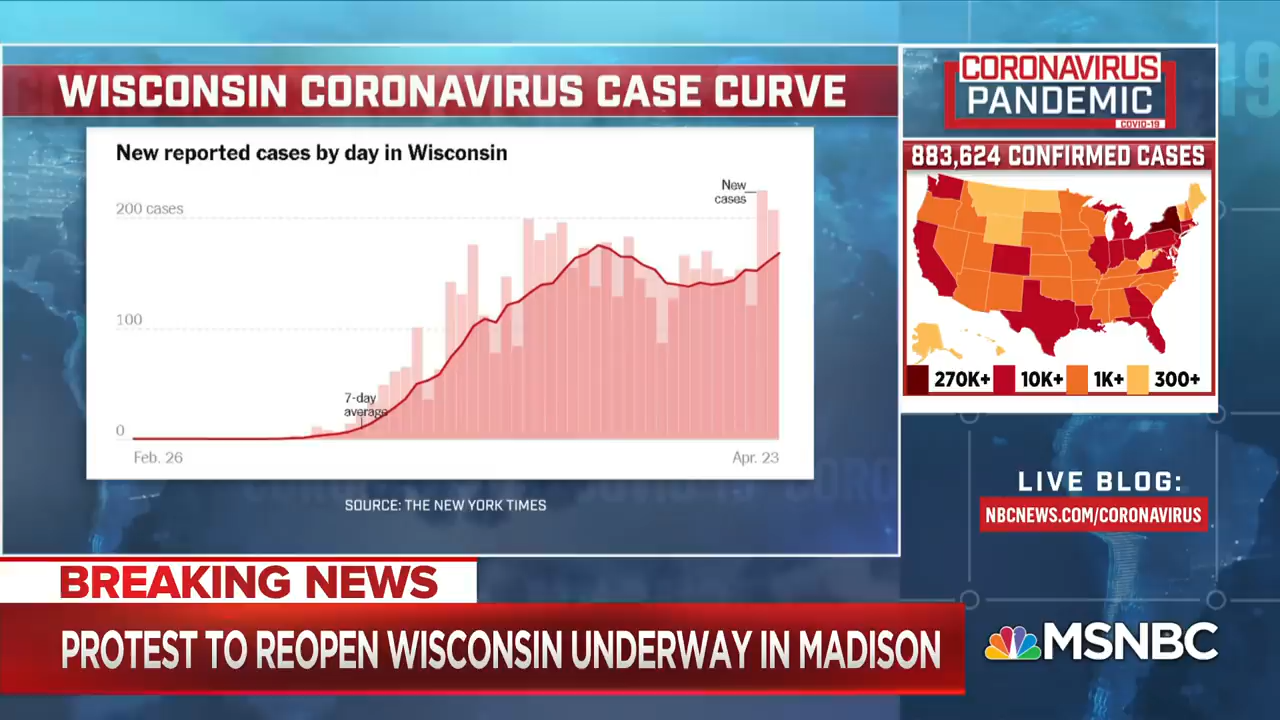 WISCONSIN CORONAVIRUS CASE CURVE
New reported cases by day in Wisconsin
200 cases
New
cases
100
7-day
average
0
Feb. 26
Apr. 23
SOURCE: THE NEW YORK TIMES
CORONAVIRUS
PANDEMIC
COVID-19
883,624 CONFIRMED CASES
270K+ 10K+ 1K+ 300+
LIVE BLOG:
NBCNEWS.COM/CORONAVIRUS
BREAKING NEWS
PROTEST TO REOPEN WISCONSIN UNDERWAY IN MADISON
MSNBC